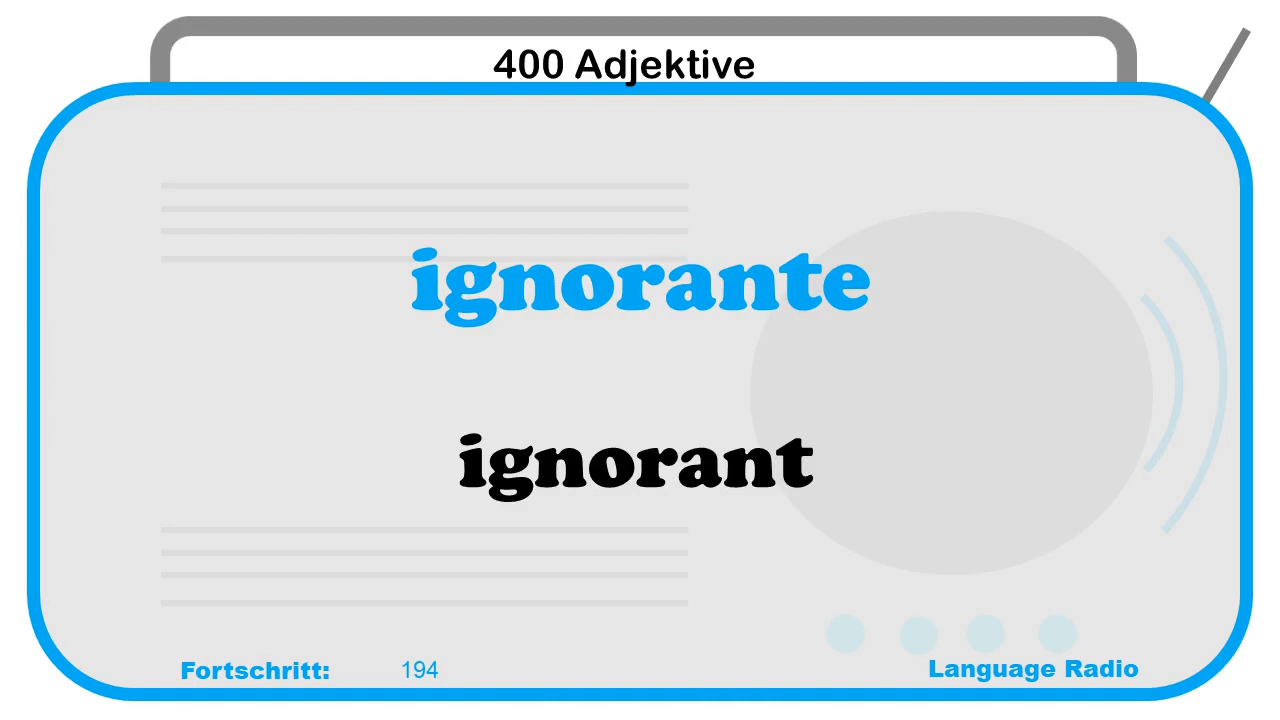 400 Adjektive
ignorante
ignorant
Fortschritt: 194
Language Radio